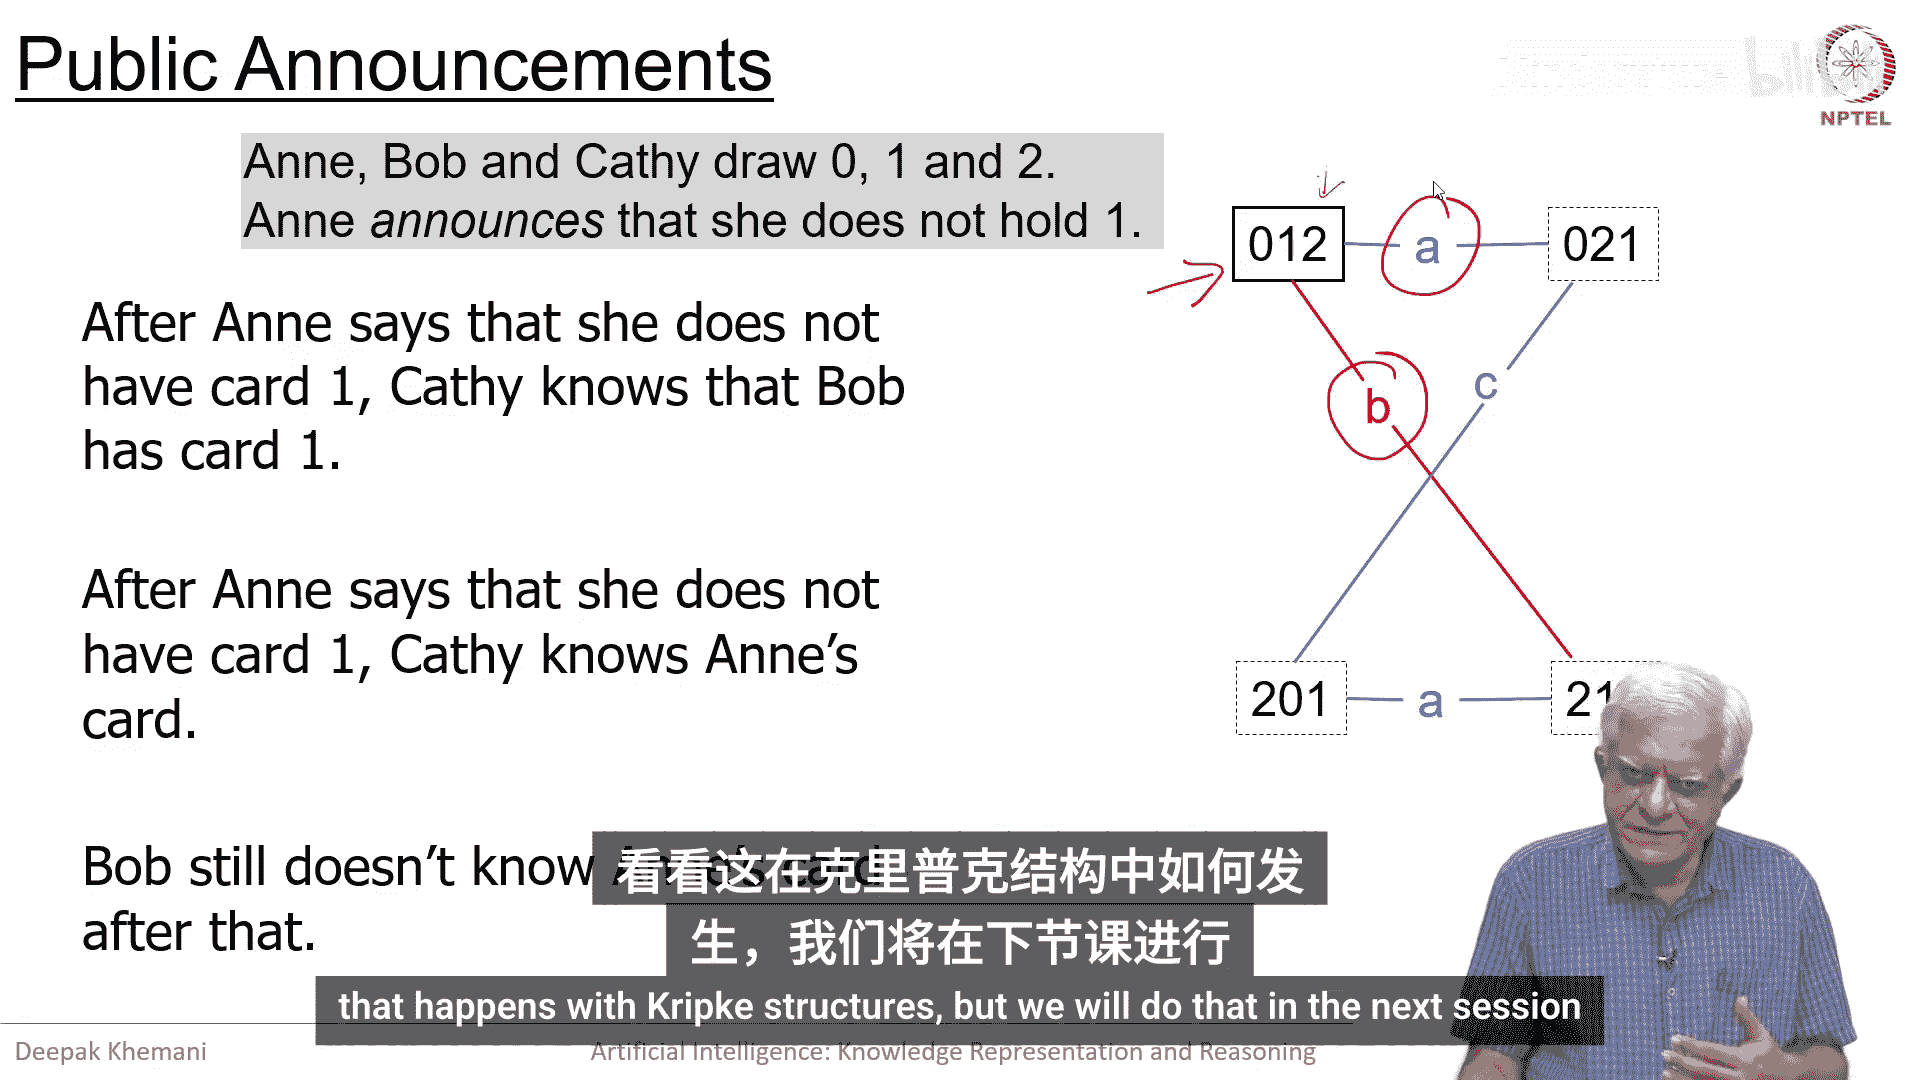 Public Announcements
NPTEL
Anne, Bob and Cathy draw 0, 1 and 2.
Anne announces that she does not hold 1.
012 a 021
After Anne says that she does not
have card 1, Cathy knows that Bob
has card 1.
c
b
After Anne says that she does not
have card 1, Cathy knows Anne’s
card.
201 a 21
Bob still doesn’t know Anne’s card
after that.
看看这在克里普克结构中如何发
生，我们将在下节课进行
that happens with Kripke structures, but we will do that in the next session
Deepak Khemani
Artificial Intelligence: Knowledge Representation and Reasoning